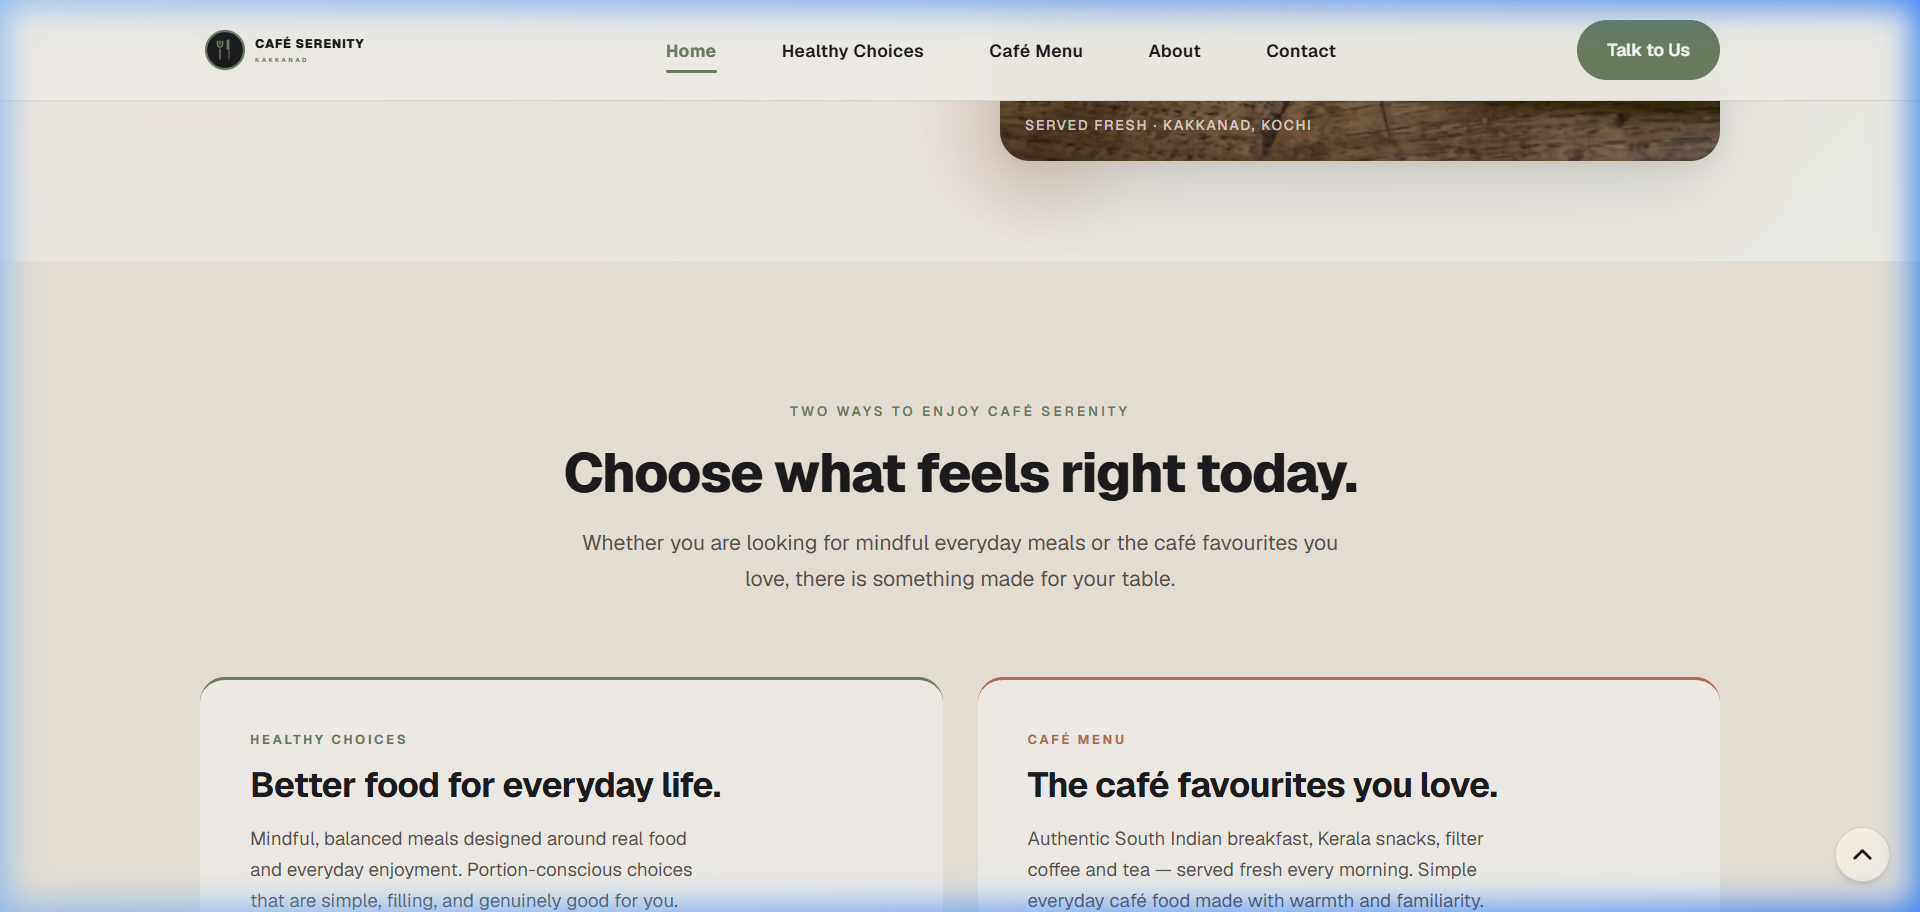 CAFÉ SERENITY
KAKKANAD
Home
Healthy Choices
Café Menu
About
Contact
Talk to Us
SERVED FRESH · KAKKANAD, KOCHI
TWO WAYS TO ENJOY CAFÉ SERENITY
Choose what feels right today.
Whether you are looking for mindful everyday meals or the café favourites you
love, there is something made for your table.
HEALTHY CHOICES
Better food for everyday life.
Mindful, balanced meals designed around real food
and everyday enjoyment. Portion-conscious choices
that are simple, filling, and genuinely good for you.
CAFÉ MENU
The café favourites you love.
Authentic South Indian breakfast, Kerala snacks, filter
coffee and tea — served fresh every morning. Simple
everyday café food made with warmth and familiarity.